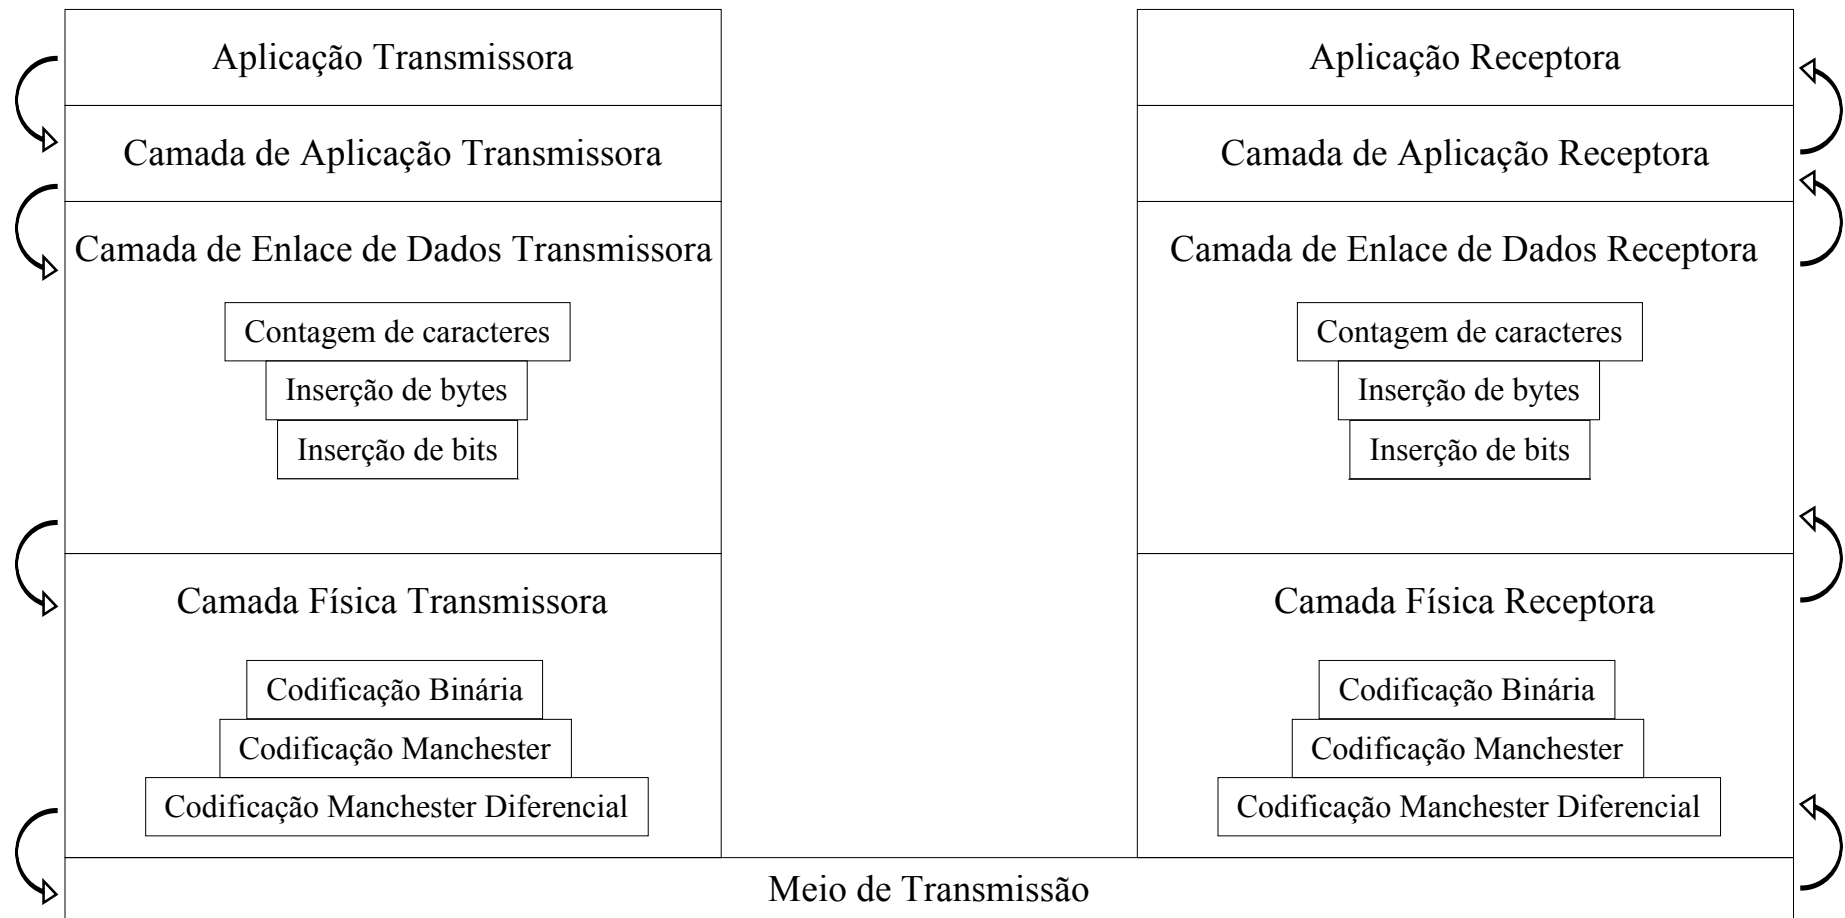 Aplicação Transmissora
Camada de Aplicação Transmissora
Camada de Enlace de Dados Transmissora
Contagem de caracteres
Inserção de bytes
Inserção de bits
Camada Física Transmissora
Codificação Binária
Codificação Manchester
Codificação Manchester Diferencial
Aplicação Receptora
Camada de Aplicação Receptora
Camada de Enlace de Dados Receptora
Contagem de caracteres
Inserção de bytes
Inserção de bits
Camada Física Receptora
Codificação Binária
Codificação Manchester
Codificação Manchester Diferencial
Meio de Transmissão